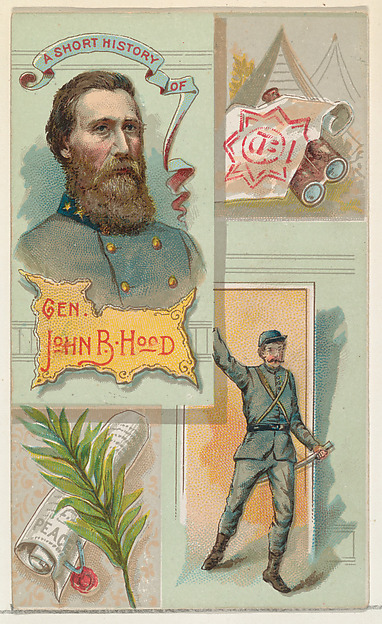 A SHORT HISTORY
OF
GEN.
JOHN B. HOOD
PEACE